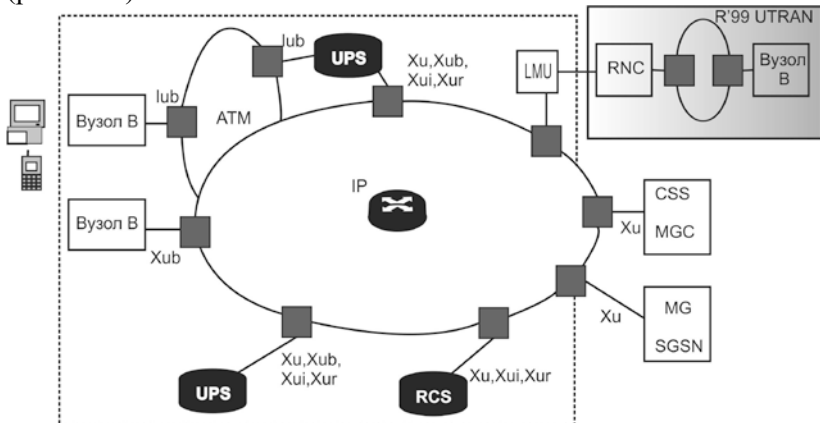 R'99 UTRAN
Iub
UPS
Xu, Xub,
Xui,Xur
LMU
RNC
Вузол
В
Iub
Вузол В
ATM
IP
CSS
MGC
Xu
Вузол В
Xub
Xu
MG
SGSN
Xu,Xub,
Xui,Xur
UPS
Xu,Xui,Xur
RCS